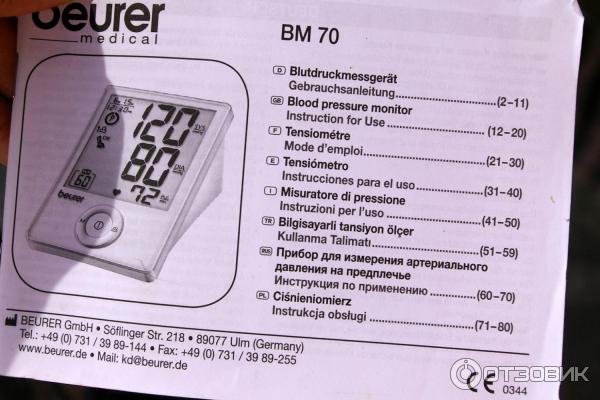 beurer
medical
BM 70
D Blutdruckmessgerät
Gebrauchsanleitung (2–11)
GB Blood pressure monitor
Instruction for Use (12–20)
F Tensiomètre
Mode d'emploi (21–30)
E Tensiómetro
Instrucciones para el uso (31–40)
I Misuratore di pressione
Instruzioni per l'uso (41–50)
TR Bilgisayarli tansiyon ölçer
Kullanma Talimatı (51–59)
RUS Прибор для измерения артериального
давления на предплечье
Инструкция по применению (60–70)
PL Ciśnieniomierz
Instrukcja obsługi (71–80)
120
80
72
60
beurer
BEURER GmbH • Söflinger Str. 218 • 89077 Ulm (Germany)
Tel.: +49 (0) 731 / 39 89-144 • Fax: +49 (0) 731 / 39 89-255
www.beurer.de • Mail: kd@beurer.de
CE 0344
ОТЗОВИК